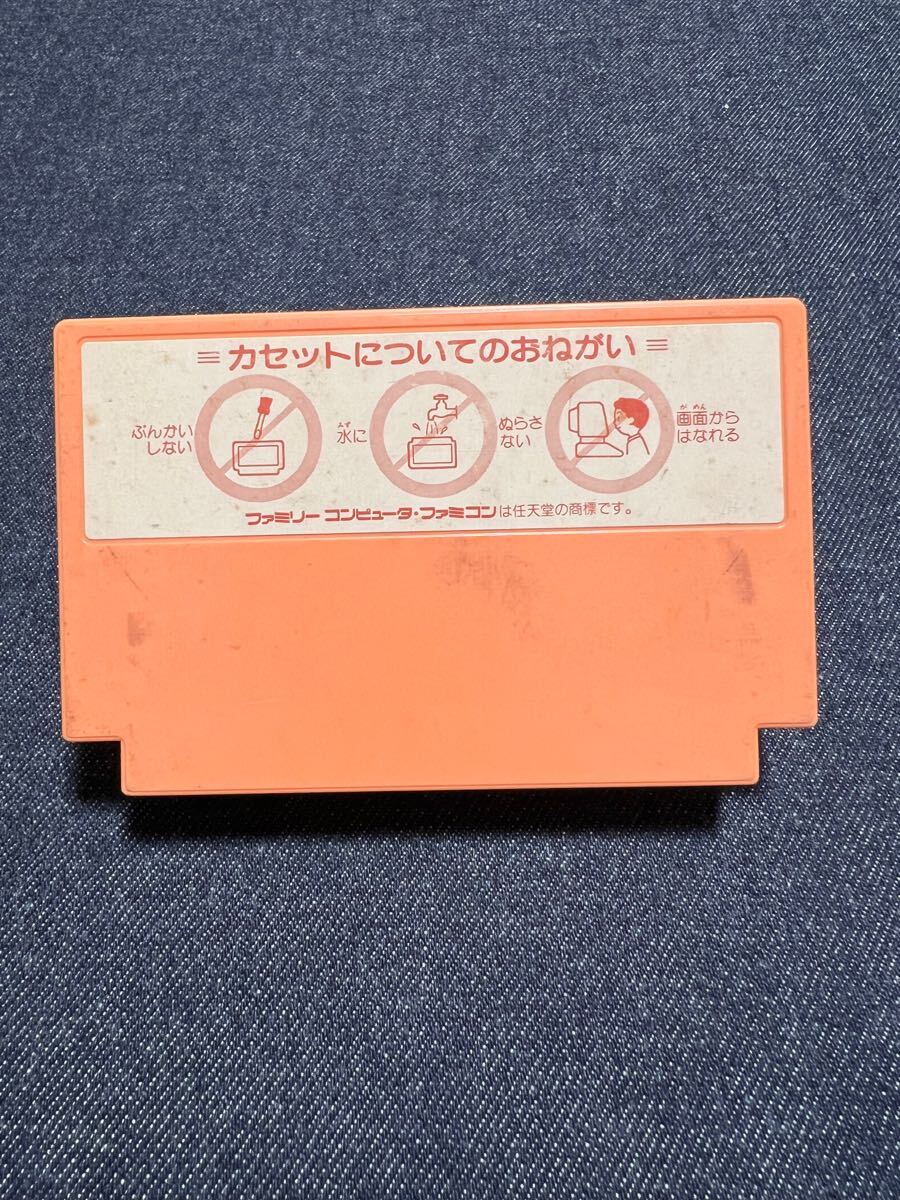 カセットについてのおねがい
ぶんかい
しない
みず
水に
ぬらさ
ない
がめん
画面から
はなれる
ファミリー コンピュータ・ファミコンは任天堂の商標です。